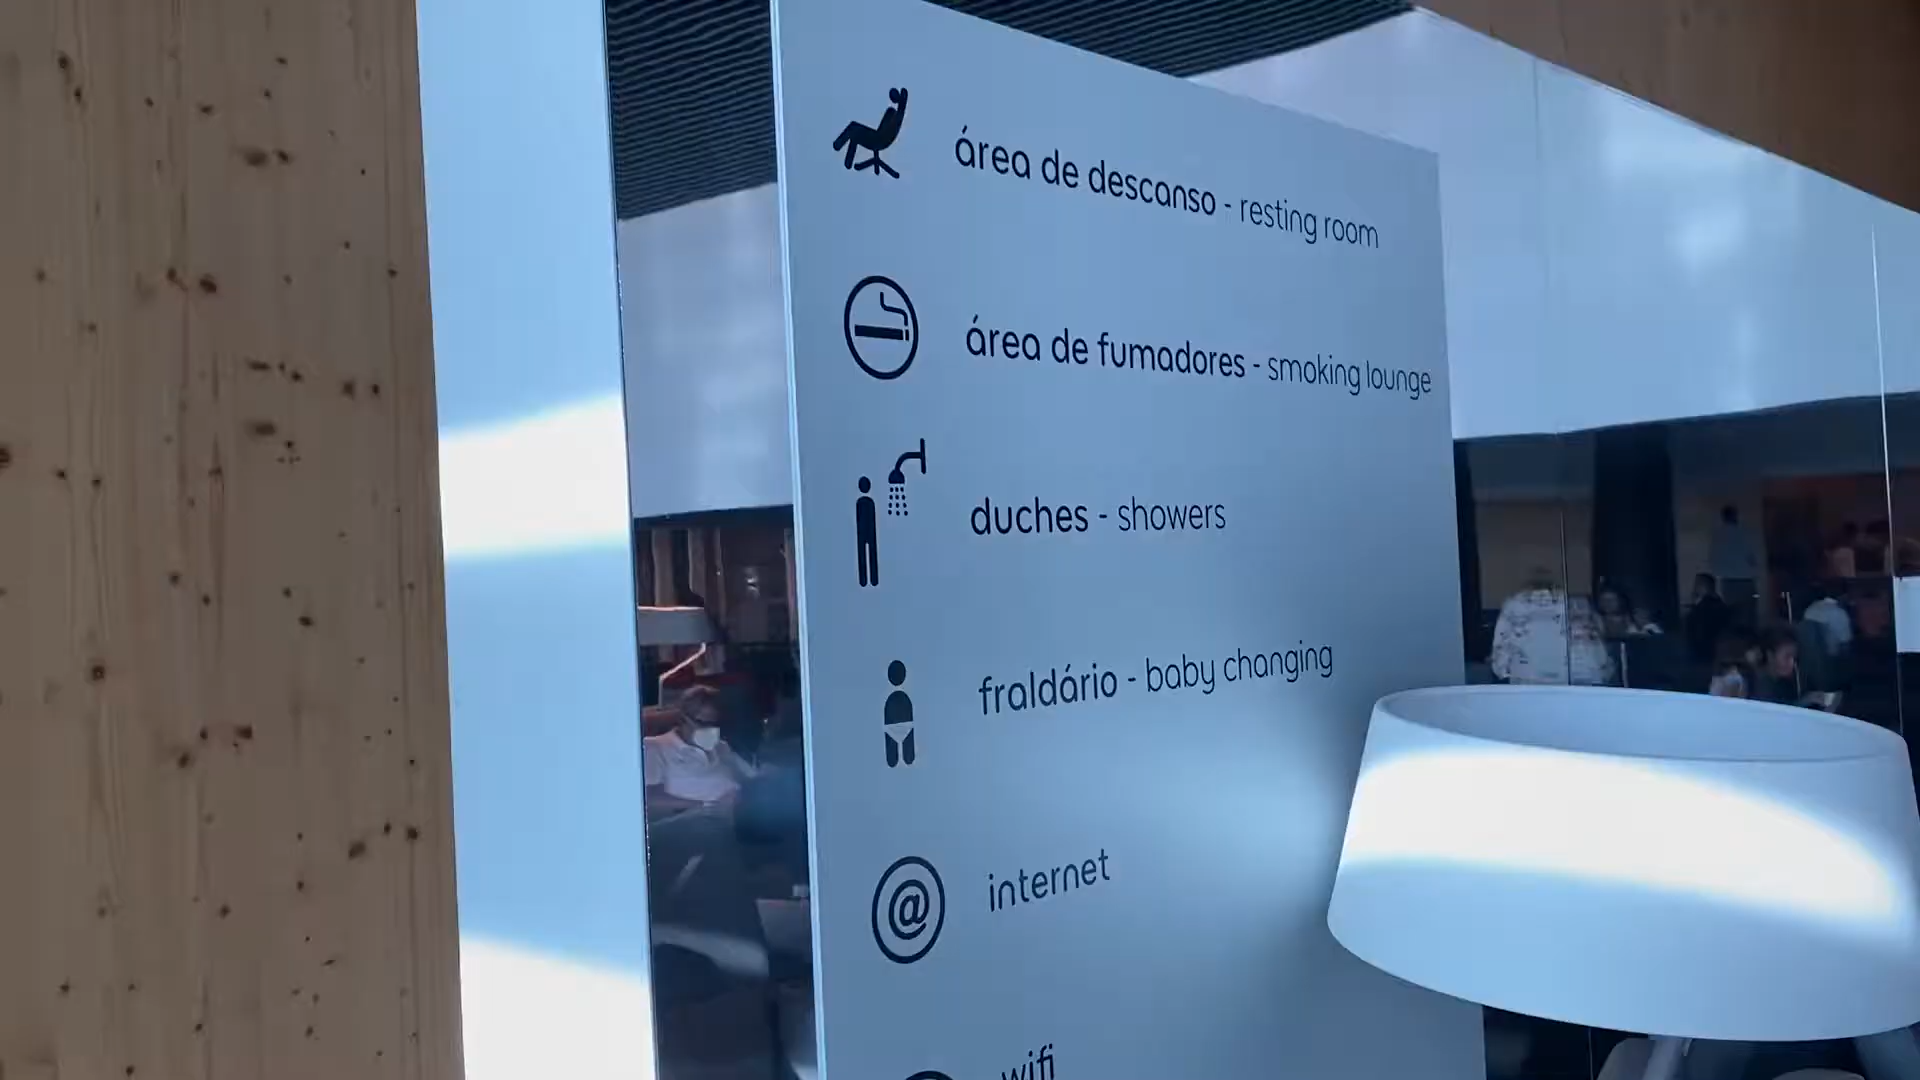 área de descanso - resting room
área de fumadores - smoking lounge
duches - showers
fraldário - baby changing
@ internet
wifi